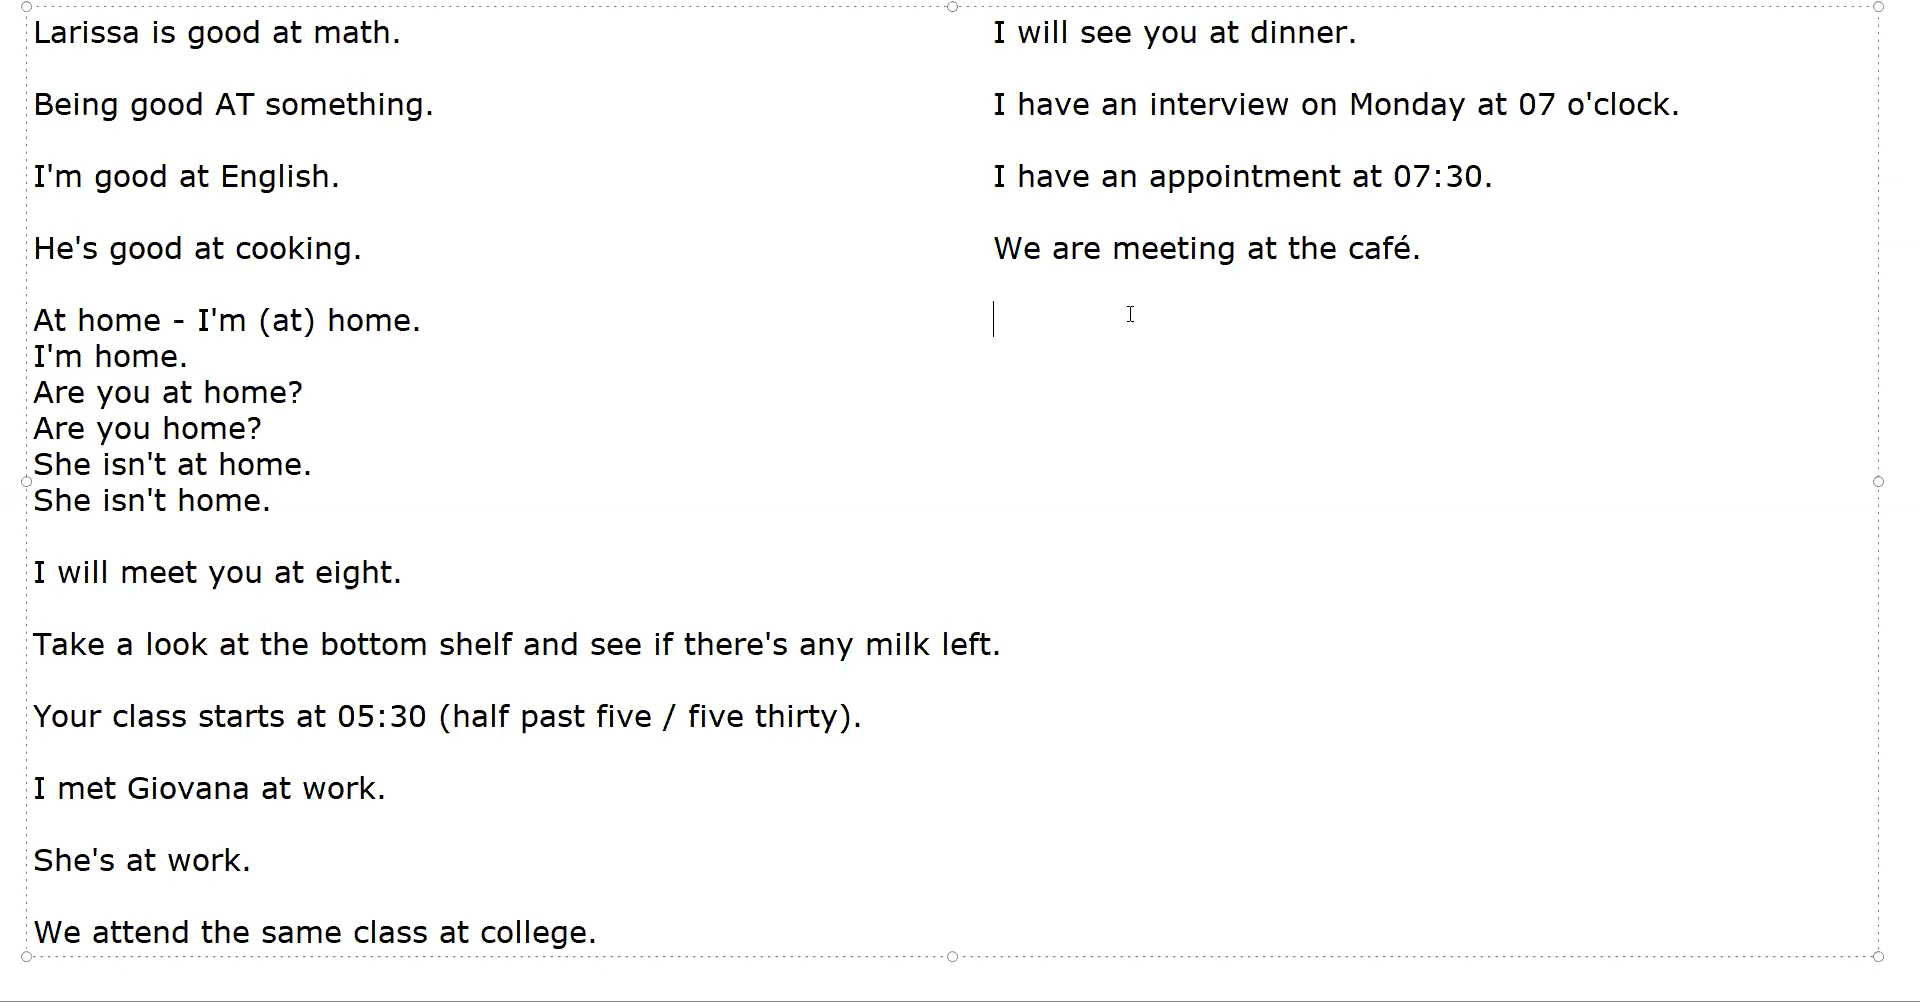 Larissa is good at math.
Being good AT something.
I'm good at English.
He's good at cooking.
At home - I'm (at) home.
I'm home.
Are you at home?
Are you home?
She isn't at home.
She isn't home.
I will meet you at eight.
Take a look at the bottom shelf and see if there's any milk left.
Your class starts at 05:30 (half past five / five thirty).
I met Giovana at work.
She's at work.
We attend the same class at college.
I will see you at dinner.
I have an interview on Monday at 07 o'clock.
I have an appointment at 07:30.
We are meeting at the café.